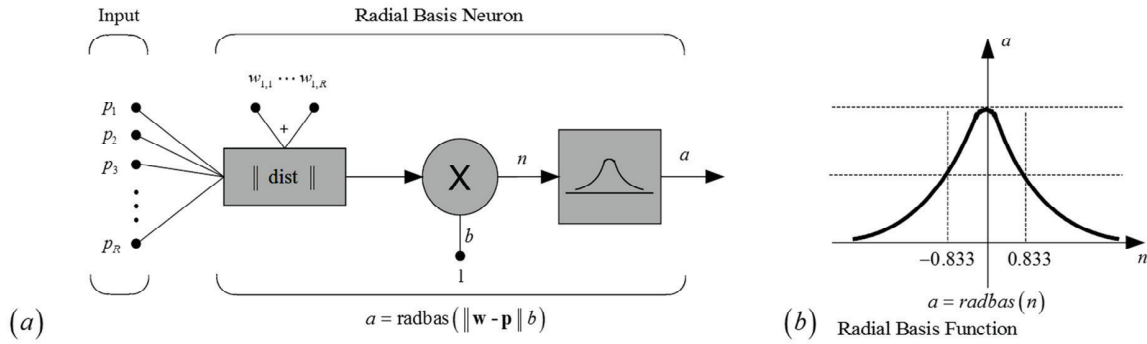 Input
Radial Basis Neuron
w1,1 ⋯ w1,R
p1
p2
p3
pR
+
‖ dist ‖
X
n
a
b
1
a = radbas(‖w - p‖b)
(a)
a
-0.833
0.833
n
a = radbas(n)
(b) Radial Basis Function